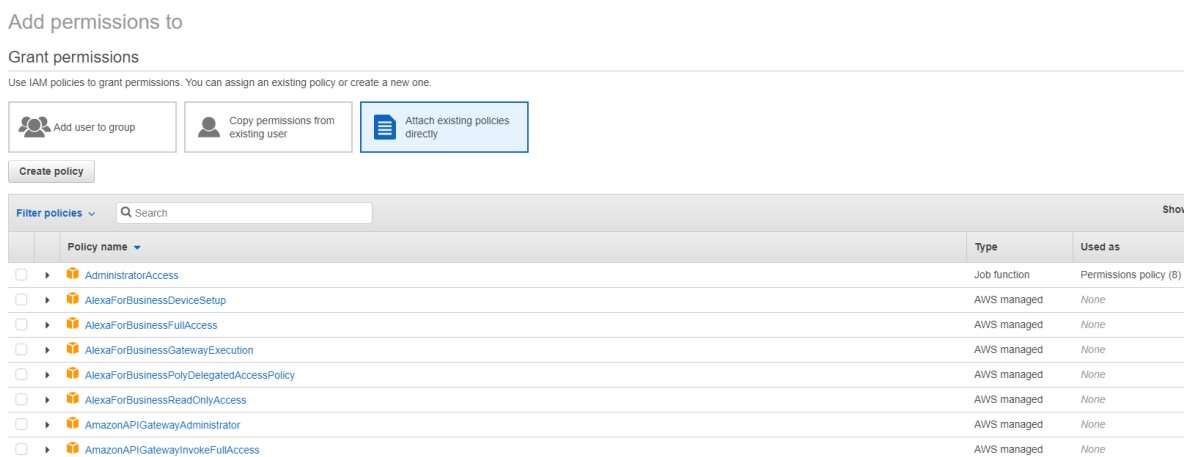 Add permissions to
Grant permissions
Use IAM policies to grant permissions. You can assign an existing policy or create a new one.
Add user to group
Copy permissions from
existing user
Attach existing policies
directly
Create policy
Filter policies
Search
Show
Policy name
Type
Used as
AdministratorAccess
Job function
Permissions policy (8)
AlexaForBusinessDeviceSetup
AWS managed
None
AlexaForBusinessFullAccess
AWS managed
None
AlexaForBusinessGatewayExecution
AWS managed
None
AlexaForBusinessPolyDelegatedAccessPolicy
AWS managed
None
AlexaForBusinessReadOnlyAccess
AWS managed
None
AmazonAPIGatewayAdministrator
AWS managed
None
AmazonAPIGatewayInvokeFullAccess
AWS managed
None